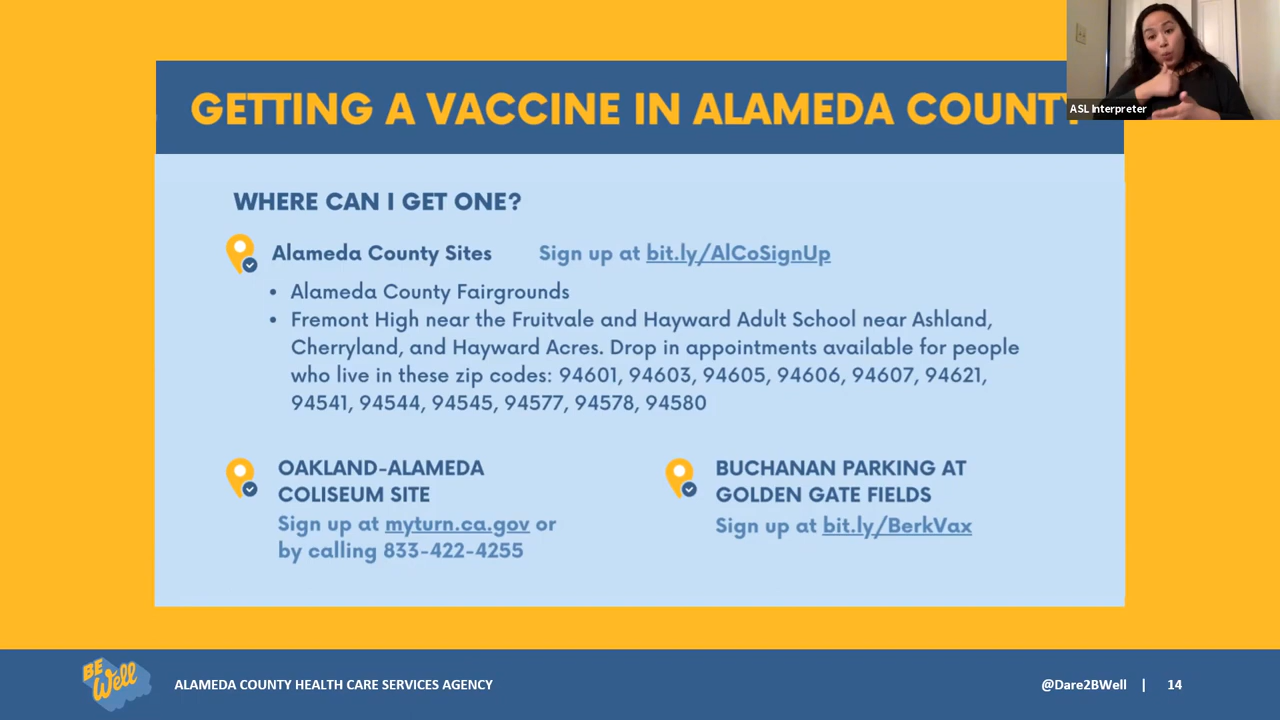 GETTING A VACCINE IN ALAMEDA COUNTY
ASL Interpreter
WHERE CAN I GET ONE?
Alameda County Sites Sign up at bit.ly/AlCoSignUp
• Alameda County Fairgrounds
• Fremont High near the Fruitvale and Hayward Adult School near Ashland,
Cherryland, and Hayward Acres. Drop in appointments available for people
who live in these zip codes: 94601, 94603, 94605, 94606, 94607, 94621,
94541, 94544, 94545, 94577, 94578, 94580
OAKLAND-ALAMEDA
COLISEUM SITE
Sign up at myturn.ca.gov or
by calling 833-422-4255
BUCHANAN PARKING AT
GOLDEN GATE FIELDS
Sign up at bit.ly/BerkVax
BE
Well
ALAMEDA COUNTY HEALTH CARE SERVICES AGENCY
@Dare2BWell | 14